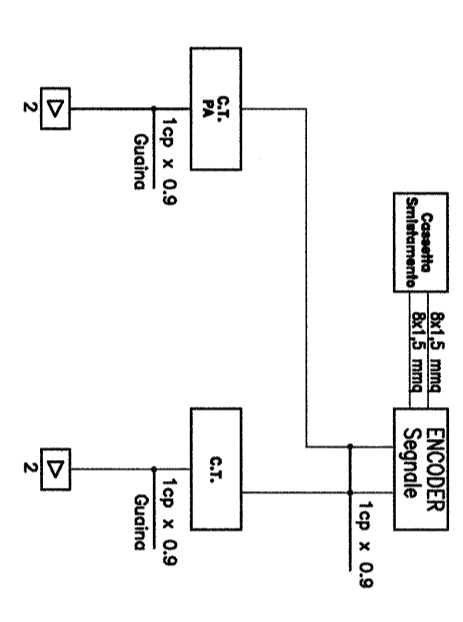 Cassetta
Smistamento
8x1,5 mmq
8x1,5 mmq
ENCODER
Segnale
1cp x 0.9
C.T.
PA
1cp x 0.9
Guaina
2
C.T.
1cp x 0.9
Guaina
2